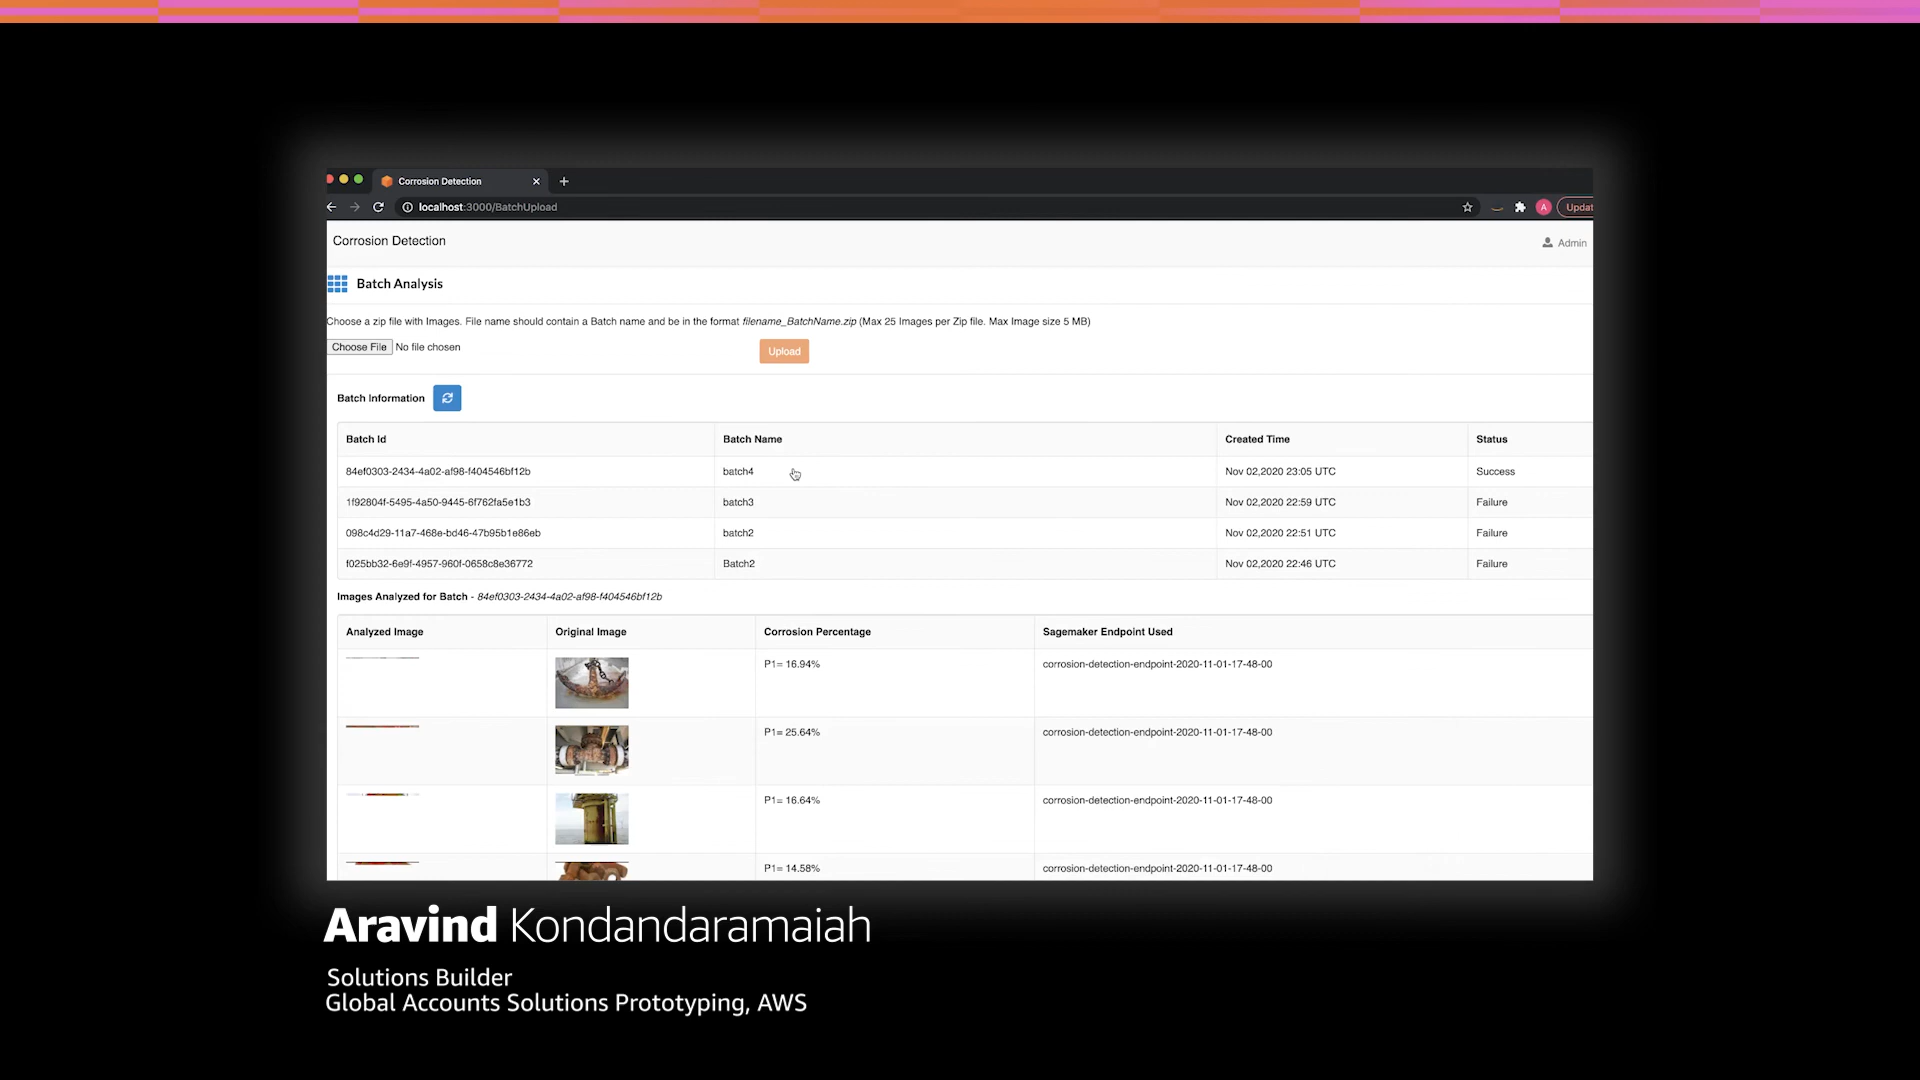 Corrosion Detection
localhost:3000/BatchUpload
A
Updat
Corrosion Detection
Admin
Batch Analysis
Choose a zip file with Images. File name should contain a Batch name and be in the format filename_BatchName.zip (Max 25 Images per Zip file. Max Image size 5 MB)
Choose File No file chosen
Upload
Batch Information
Batch Id Batch Name Created Time Status
84ef0303-2434-4a02-af98-f404546bf12b batch4 Nov 02,2020 23:05 UTC Success
1f92804f-5495-4a50-9445-6f762fa5e1b3 batch3 Nov 02,2020 22:59 UTC Failure
098c4d29-11a7-468e-bd46-47b95b1e86eb batch2 Nov 02,2020 22:51 UTC Failure
f025bb32-6e9f-4957-960f-0658c8e36772 Batch2 Nov 02,2020 22:46 UTC Failure
Images Analyzed for Batch - 84ef0303-2434-4a02-af98-f404546bf12b
Analyzed Image Original Image Corrosion Percentage Sagemaker Endpoint Used
P1= 16.94% corrosion-detection-endpoint-2020-11-01-17-48-00
P1= 25.64% corrosion-detection-endpoint-2020-11-01-17-48-00
P1= 16.64% corrosion-detection-endpoint-2020-11-01-17-48-00
P1= 14.58% corrosion-detection-endpoint-2020-11-01-17-48-00
Aravind Kondandaramaiah
Solutions Builder
Global Accounts Solutions Prototyping, AWS